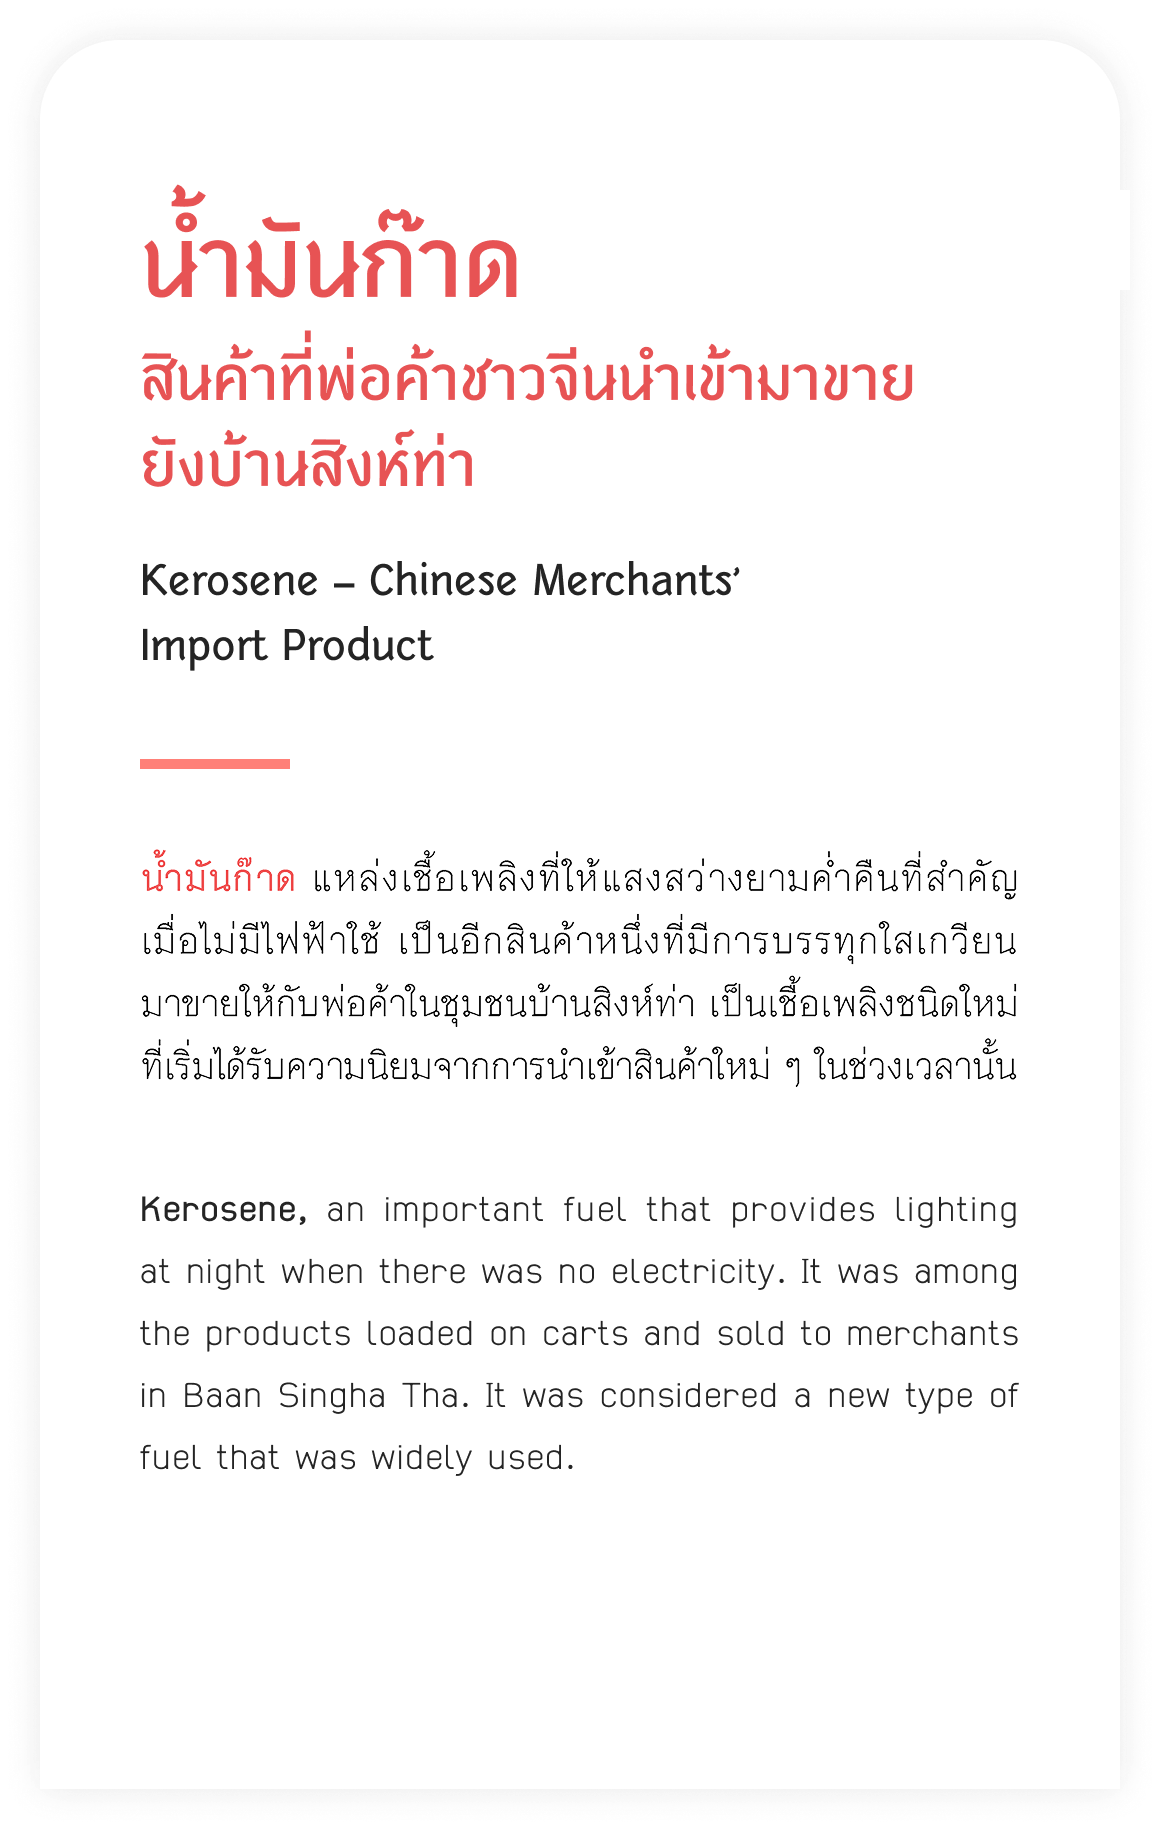 น้ำมันก๊าด
สินค้าที่พ่อค้าชาวจีนนำเข้ามาขาย
ยังบ้านสิงห์ท่า
Kerosene – Chinese Merchants’
Import Product
น้ำมันก๊าด แหล่งเชื้อเพลิงที่ให้แสงสว่างยามค่ำคืนที่สำคัญ
เมื่อไม่มีไฟฟ้าใช้ เป็นอีกสินค้าหนึ่งที่มีการบรรทุกใสเกวียน
มาขายให้กับพ่อค้าในชุมชนบ้านสิงห์ท่า เป็นเชื้อเพลิงชนิดใหม่
ที่เริ่มได้รับความนิยมจากการนำเข้าสินค้าใหม่ ๆ ในช่วงเวลานั้น
Kerosene, an important fuel that provides lighting
at night when there was no electricity. It was among
the products loaded on carts and sold to merchants
in Baan Singha Tha. It was considered a new type of
fuel that was widely used.